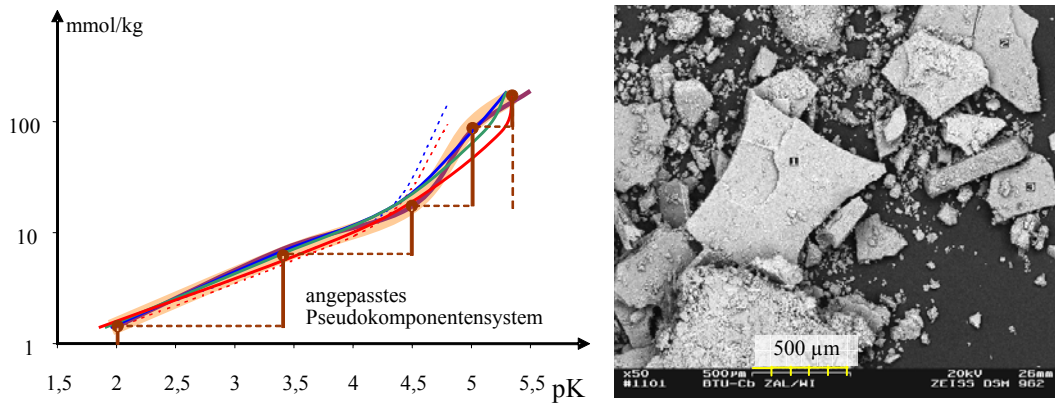 mmol/kg
100
10
1
angepasstes
Pseudokomponentensystem
1,5 2 2,5 3 3,5 4 4,5 5 5,5
pK
1
500 µm
x50 500µm 20kV 26mm
#1101 BTU-Cb ZAL/WI ZEISS DSM 962